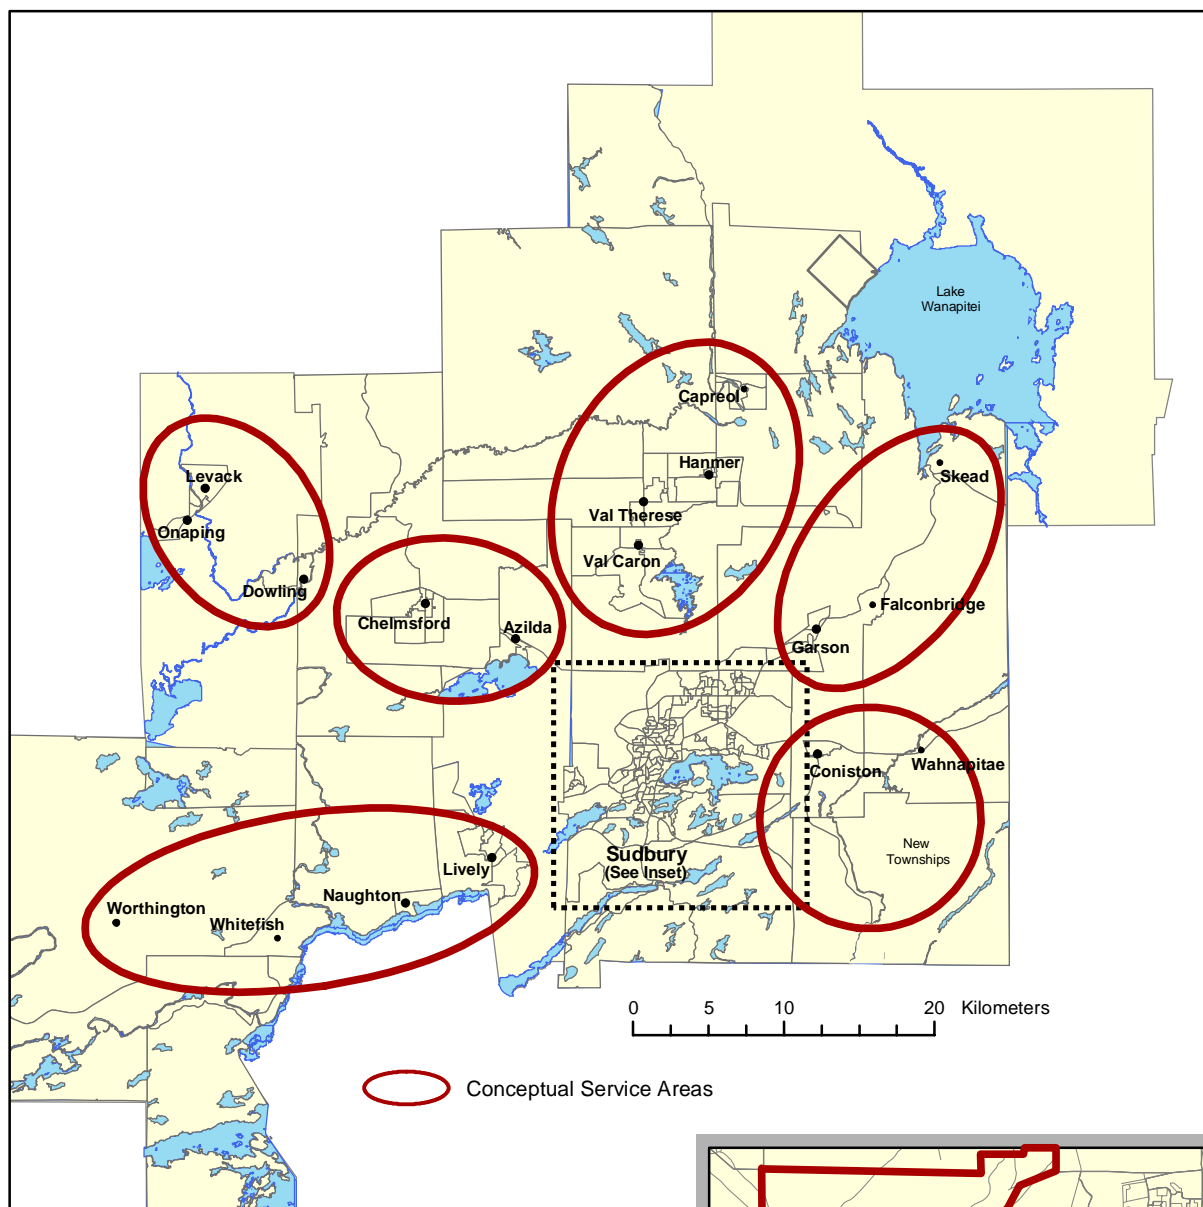 Lake
Wanapitei
Capreol
Hanmer
Levack
Skead
Val Therese
Onaping
Val Caron
Dowling
Falconbridge
Chelmsford
Azilda
Garson
Coniston
Wahnapitae
New
Townships
Sudbury
(See Inset)
Lively
Naughton
Worthington
Whitefish
0 5 10 20 Kilometers
Conceptual Service Areas